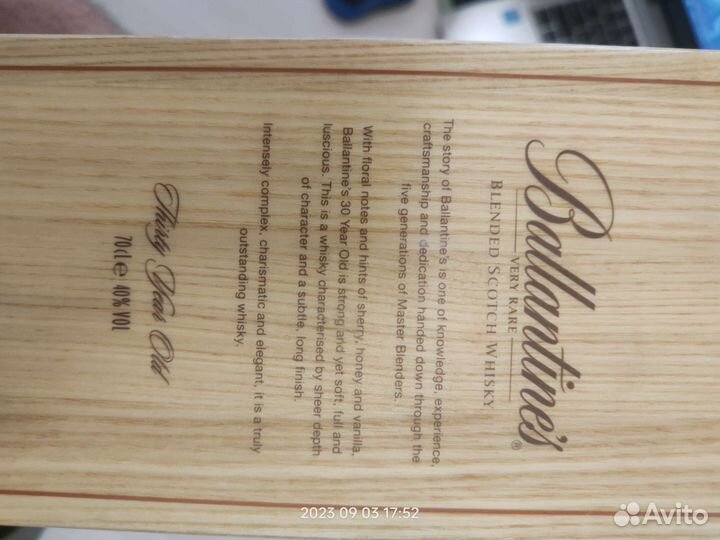 Ballantine's®
VERY RARE
BLENDED SCOTCH WHISKY
The story of Ballantine's is one of knowledge, experience,
craftsmanship and dedication handed down through the
five generations of Master Blenders.
With floral notes and hints of sherry, honey and vanilla,
Ballantine's 30 Year Old is strong and yet soft, full and
luscious. This is a whisky characterised by sheer depth
of character and a subtle, long finish.
Intensely complex, charismatic and elegant, it is a truly
outstanding whisky.
Thirty Year Old
70cl e 40% VOL
2023 09 03 17:52
Avito